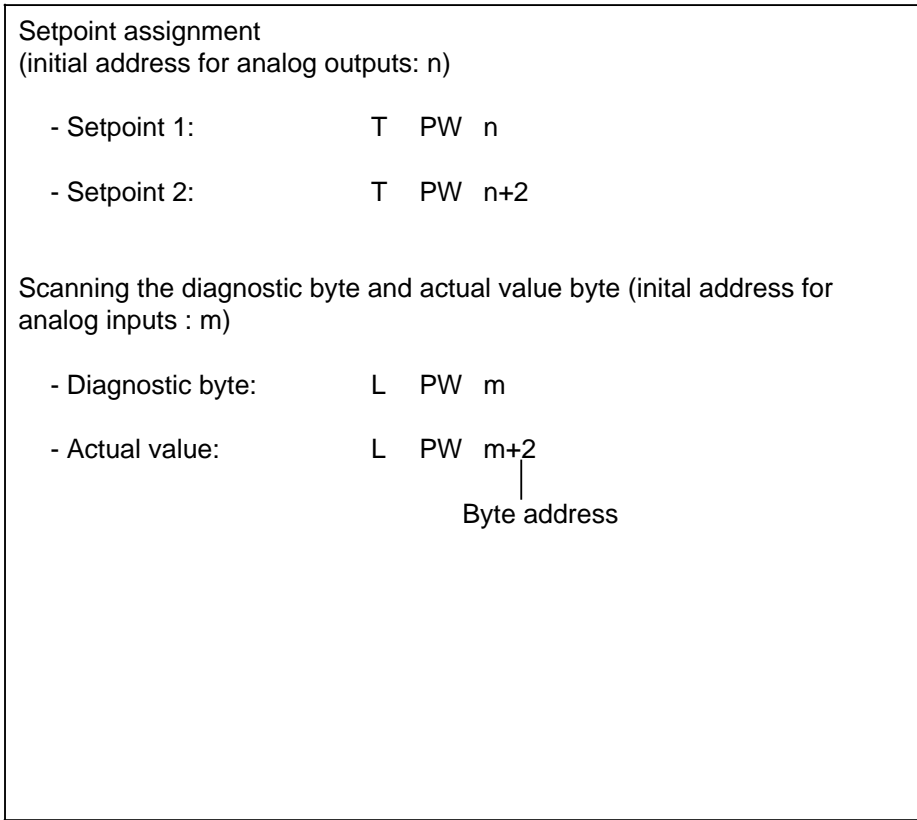 Setpoint assignment
(initial address for analog outputs: n)
- Setpoint 1: T PW n
- Setpoint 2: T PW n+2
Scanning the diagnostic byte and actual value byte (inital address for
analog inputs : m)
- Diagnostic byte: L PW m
- Actual value: L PW m+2
Byte address